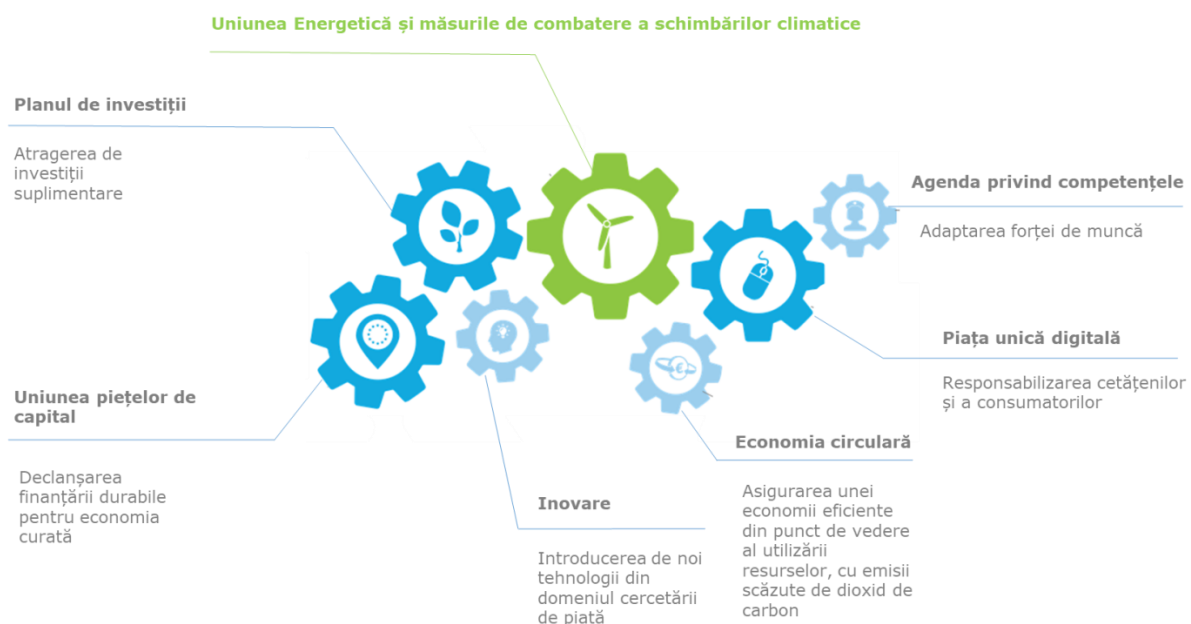 Uniunea Energetică și măsurile de combatere a schimbărilor climatice
Planul de investiții
Atragerea de
investiții
suplimentare
Agenda privind competențele
Adaptarea forței de muncă
Piața unică digitală
Responsabilizarea cetățenilor
și a consumatorilor
Uniunea piețelor de
capital
Declanșarea
finanțării durabile
pentru economia
curată
Economia circulară
Asigurarea unei
economii eficiente
din punct de vedere
al utilizării
resurselor, cu emisii
scăzute de dioxid de
carbon
Inovare
Introducerea de noi
tehnologii din
domeniul cercetării
de piață